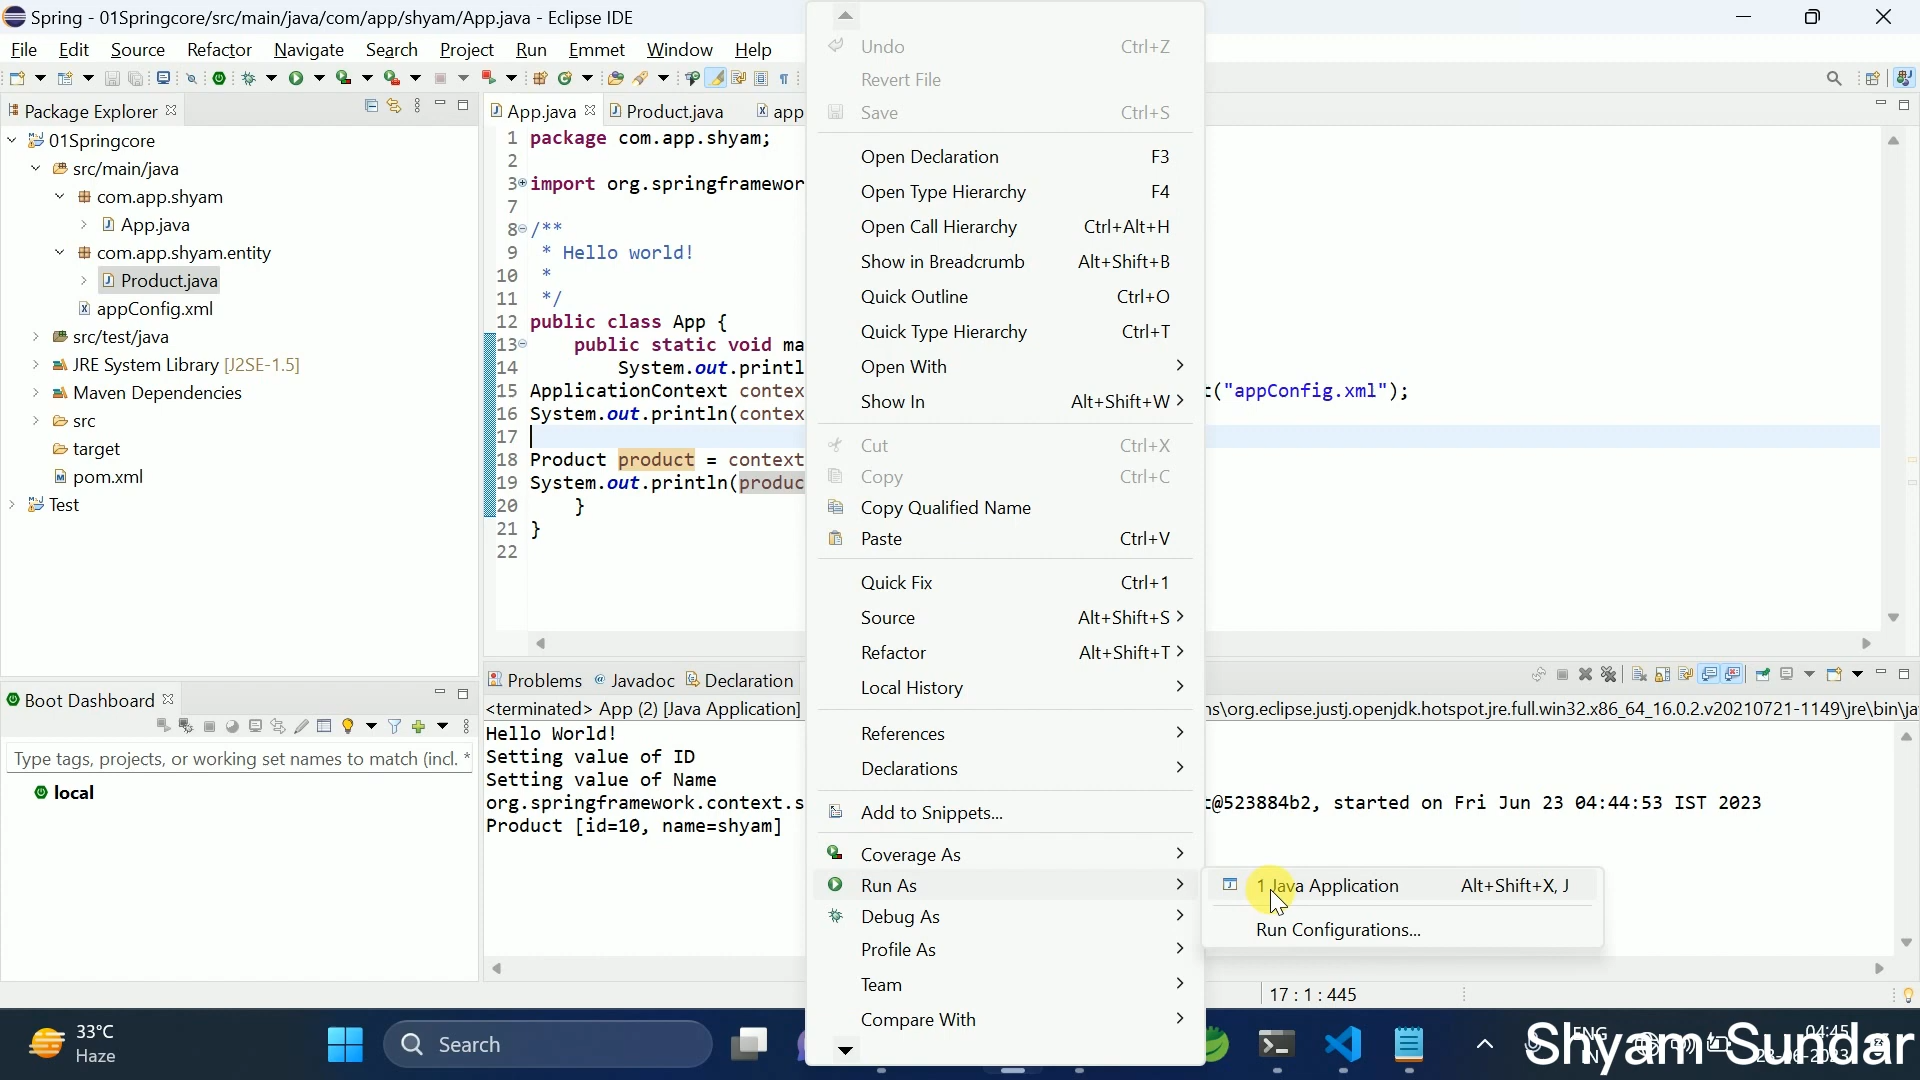 Spring - 01Springcore/src/main/java/com/app/shyam/App.java - Eclipse IDE
File Edit Source Refactor Navigate Search Project Run Emmet Window Help
Package Explorer
01Springcore
src/main/java
com.app.shyam
App.java
com.app.shyam.entity
Product.java
appConfig.xml
src/test/java
JRE System Library [J2SE-1.5]
Maven Dependencies
src
target
pom.xml
Test
Boot Dashboard
Type tags, projects, or working set names to match (incl. *
local
App.java Product.java app
1 package com.app.shyam;
2
3 import org.springframewor
7
8 /**
9 * Hello world!
10 *
11 */
12 public class App {
13 public static void ma
14 System.out.printl
15 ApplicationContext contex t("appConfig.xml");
16 System.out.println(contex
17
18 Product product = context
19 System.out.println(produc
20 }
21 }
22
Problems Javadoc Declaration
<terminated> App (2) [Java Application] ns\org.eclipse.justj.openjdk.hotspot.jre.full.win32.x86_64_16.0.2.v20210721-1149\jre\bin\ja
Hello World!
Setting value of ID
Setting value of Name
org.springframework.context.s t@523884b2, started on Fri Jun 23 04:44:53 IST 2023
Product [id=10, name=shyam]
Undo Ctrl+Z
Revert File
Save Ctrl+S
Open Declaration F3
Open Type Hierarchy F4
Open Call Hierarchy Ctrl+Alt+H
Show in Breadcrumb Alt+Shift+B
Quick Outline Ctrl+O
Quick Type Hierarchy Ctrl+T
Open With
Show In Alt+Shift+W
Cut Ctrl+X
Copy Ctrl+C
Copy Qualified Name
Paste Ctrl+V
Quick Fix Ctrl+1
Source Alt+Shift+S
Refactor Alt+Shift+T
Local History
References
Declarations
Add to Snippets...
Coverage As
Run As
Debug As
Profile As
Team
Compare With
1 Java Application Alt+Shift+X, J
Run Configurations...
17 : 1 : 445
33°C
Haze
Search
ENG
04:45
23-06-2023
Shyam Sundar